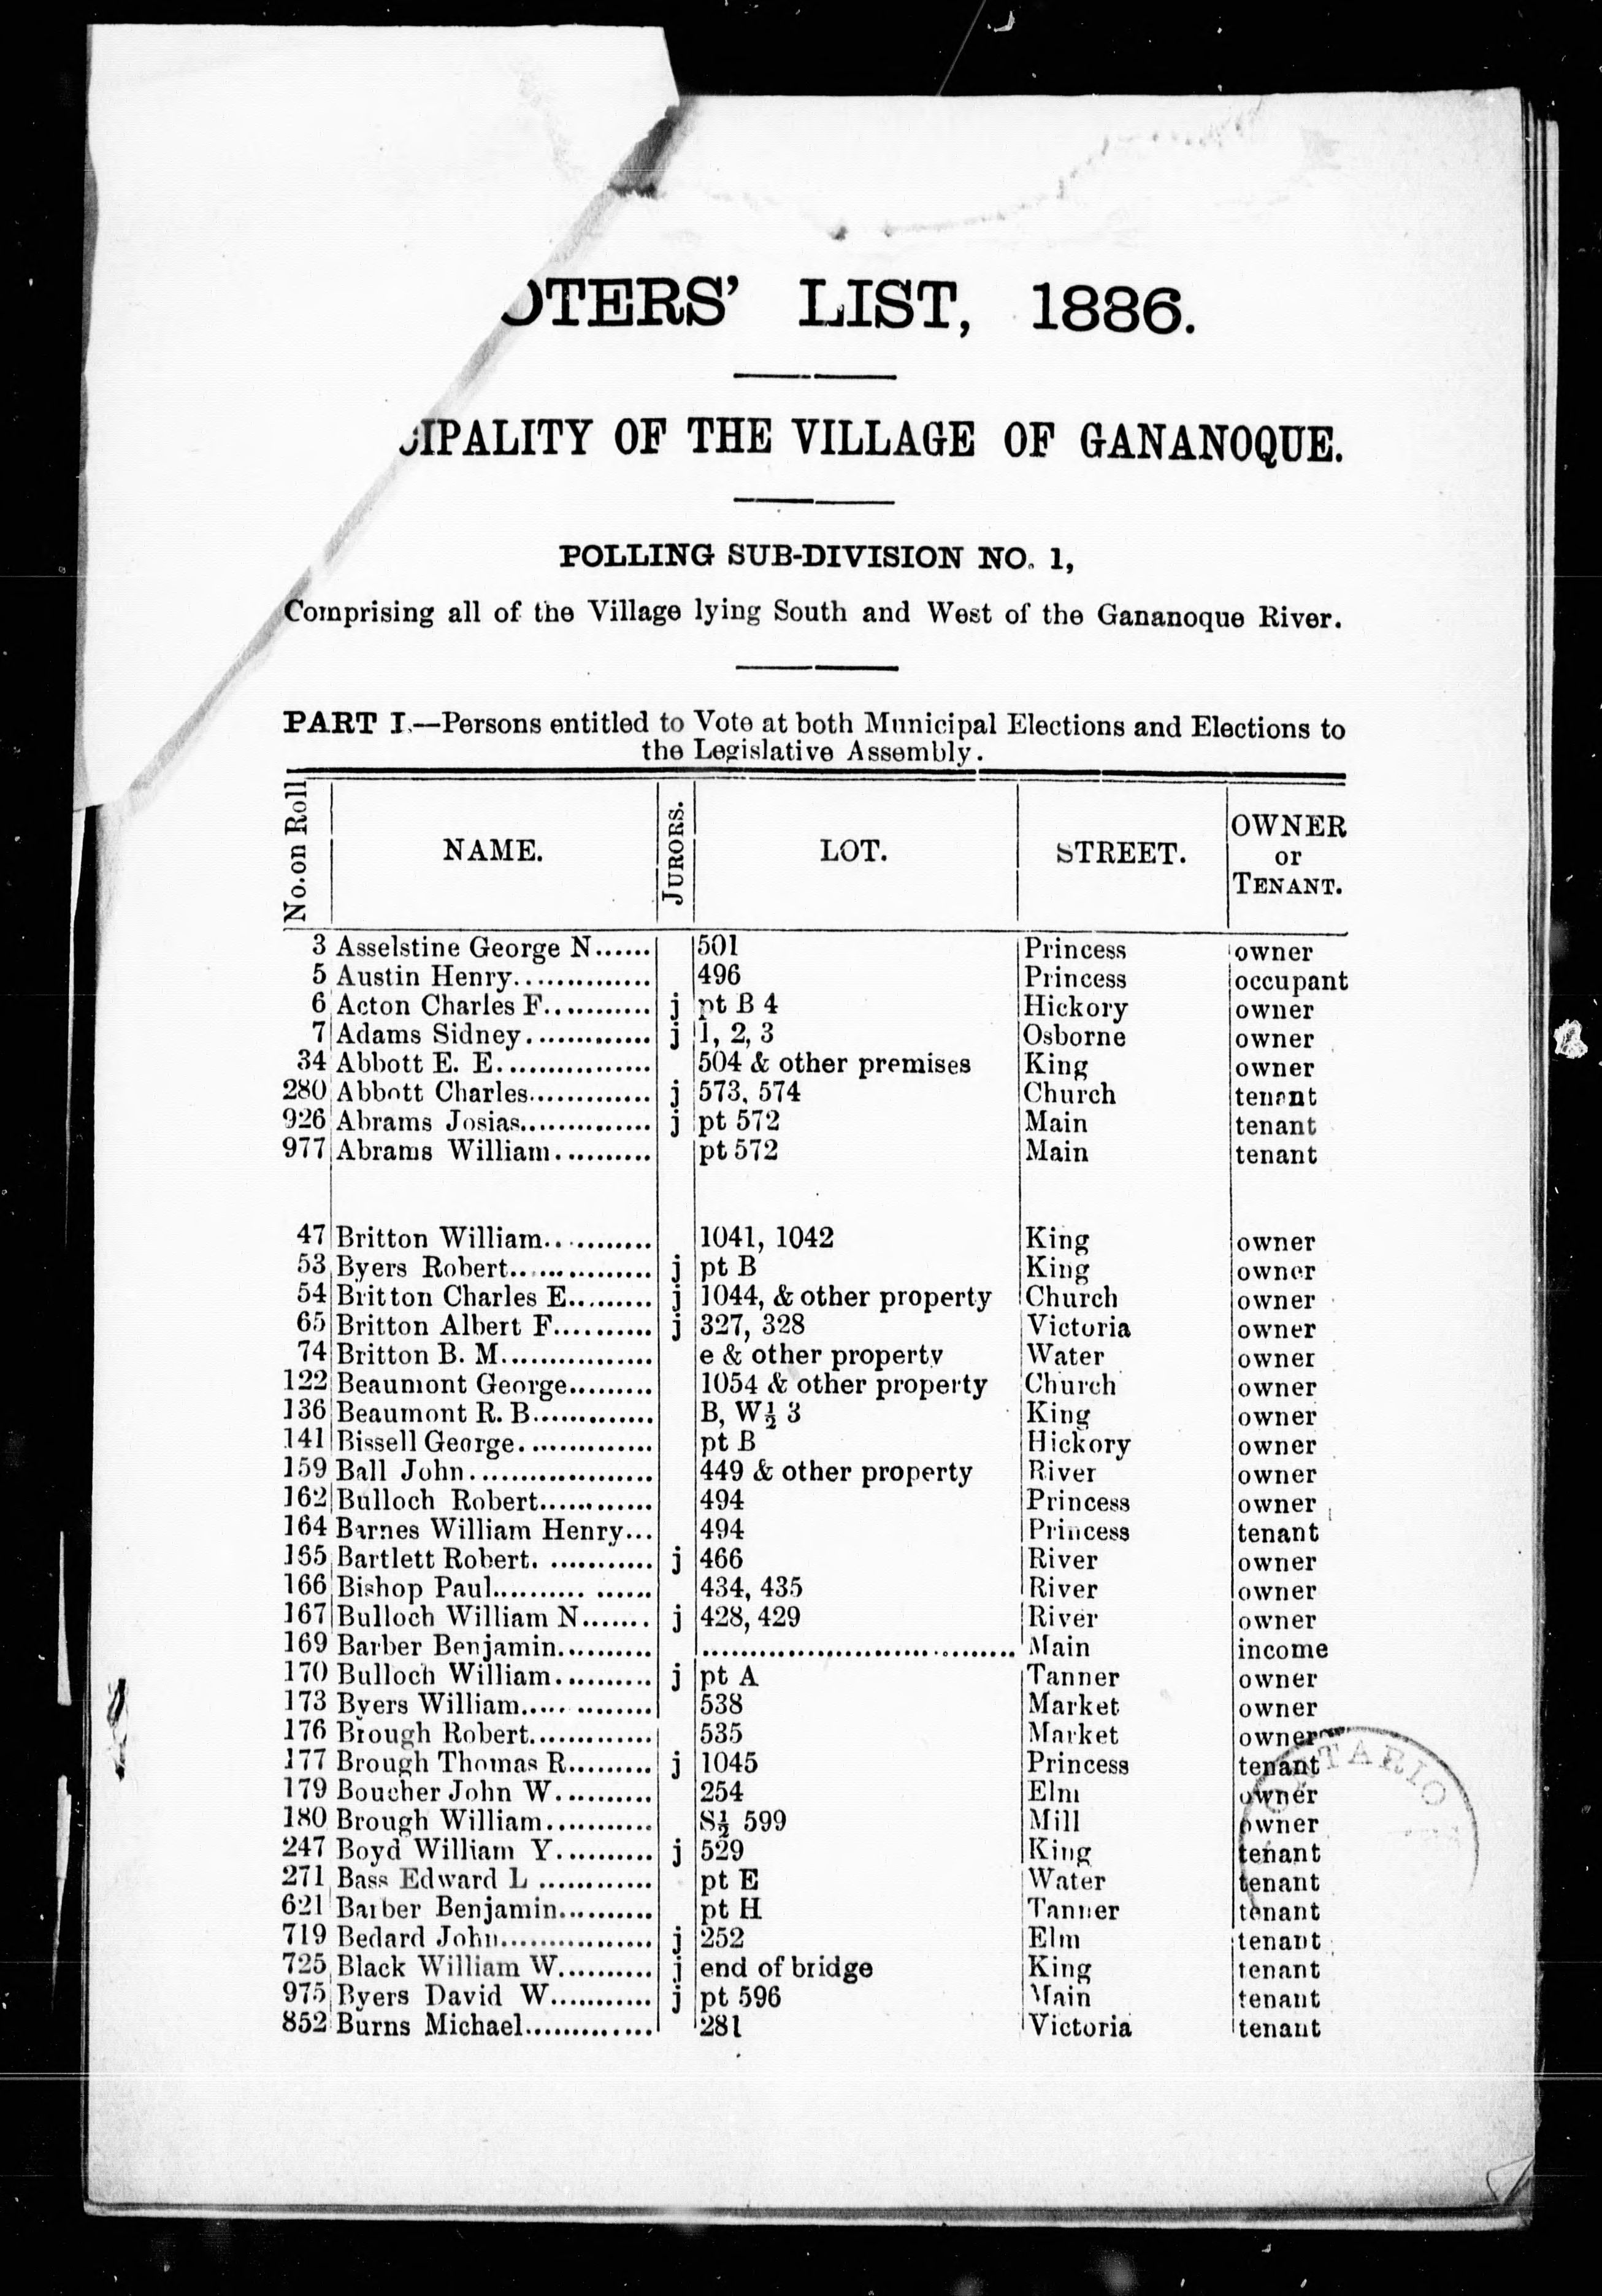 OTERS' LIST, 1886.
CIPALITY OF THE VILLAGE OF GANANOQUE.
POLLING SUB-DIVISION NO. 1,
Comprising all of the Village lying South and West of the Gananoque River.
PART I.—Persons entitled to Vote at both Municipal Elections and Elections to
the Legislative Assembly.
No. on Roll NAME. JURORS. LOT. STREET. OWNER or TENANT.
3 Asselstine George N...... 501 Princess owner
5 Austin Henry.............. 496 Princess occupant
6 Acton Charles F........... j pt B 4 Hickory owner
7 Adams Sidney............. j 1, 2, 3 Osborne owner
34 Abbott E. E................ 504 & other premises King owner
280 Abbott Charles............. j 573, 574 Church tenant
926 Abrams Josias.............. j pt 572 Main tenant
977 Abrams William.......... pt 572 Main tenant
47 Britton William........... 1041, 1042 King owner
53 Byers Robert............... j pt B King owner
54 Britton Charles E......... j 1044, & other property Church owner
65 Britton Albert F.......... j 327, 328 Victoria owner
74 Britton B. M................ e & other property Water owner
122 Beaumont George......... 1054 & other property Church owner
136 Beaumont R. B............. B, W½ 3 King owner
141 Bissell George.............. pt B Hickory owner
159 Ball John................... 449 & other property River owner
162 Bulloch Robert............ 494 Princess owner
164 Barnes William Henry... 494 Princess tenant
165 Bartlett Robert. ........... j 466 River owner
166 Bishop Paul.......... ...... 434, 435 River owner
167 Bulloch William N....... j 428, 429 River owner
169 Barber Benjamin.......... .................................. Main income
170 Bulloch William.......... j pt A Tanner owner
173 Byers William..... ........ 538 Market owner
176 Brough Robert............. 535 Market owner
177 Brough Thomas R......... j 1045 Princess tenant
179 Boucher John W.......... 254 Elm owner
180 Brough William........... S½ 599 Mill owner
247 Boyd William Y.......... j 529 King tenant
271 Bass Edward L ............ pt E Water tenant
621 Barber Benjamin.......... pt H Tanner tenant
719 Bedard John................ j 252 Elm tenant
725 Black William W.......... j end of bridge King tenant
975 Byers David W........... j pt 596 Main tenant
852 Burns Michael............. 281 Victoria tenant
ONTARIO